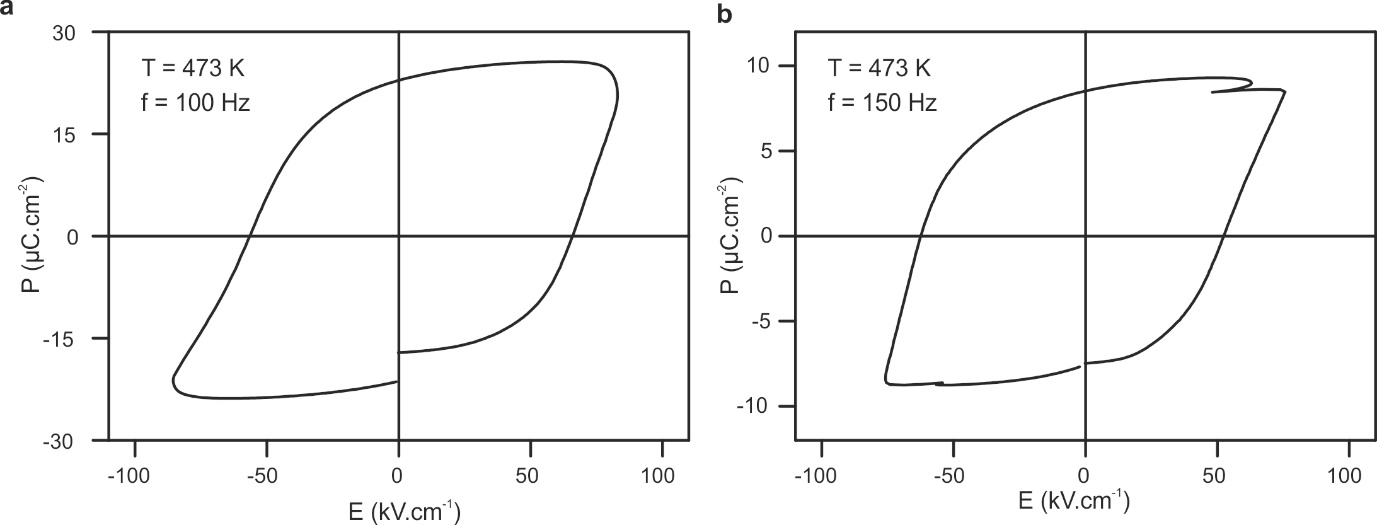 a
30
15
0
-15
-30
P (µC.cm⁻²)
T = 473 K
f = 100 Hz
-100
-50
0
50
100
E (kV.cm⁻¹)
b
10
5
0
-5
-10
P (µC.cm⁻²)
T = 473 K
f = 150 Hz
-100
-50
0
50
100
E (kV.cm⁻¹)